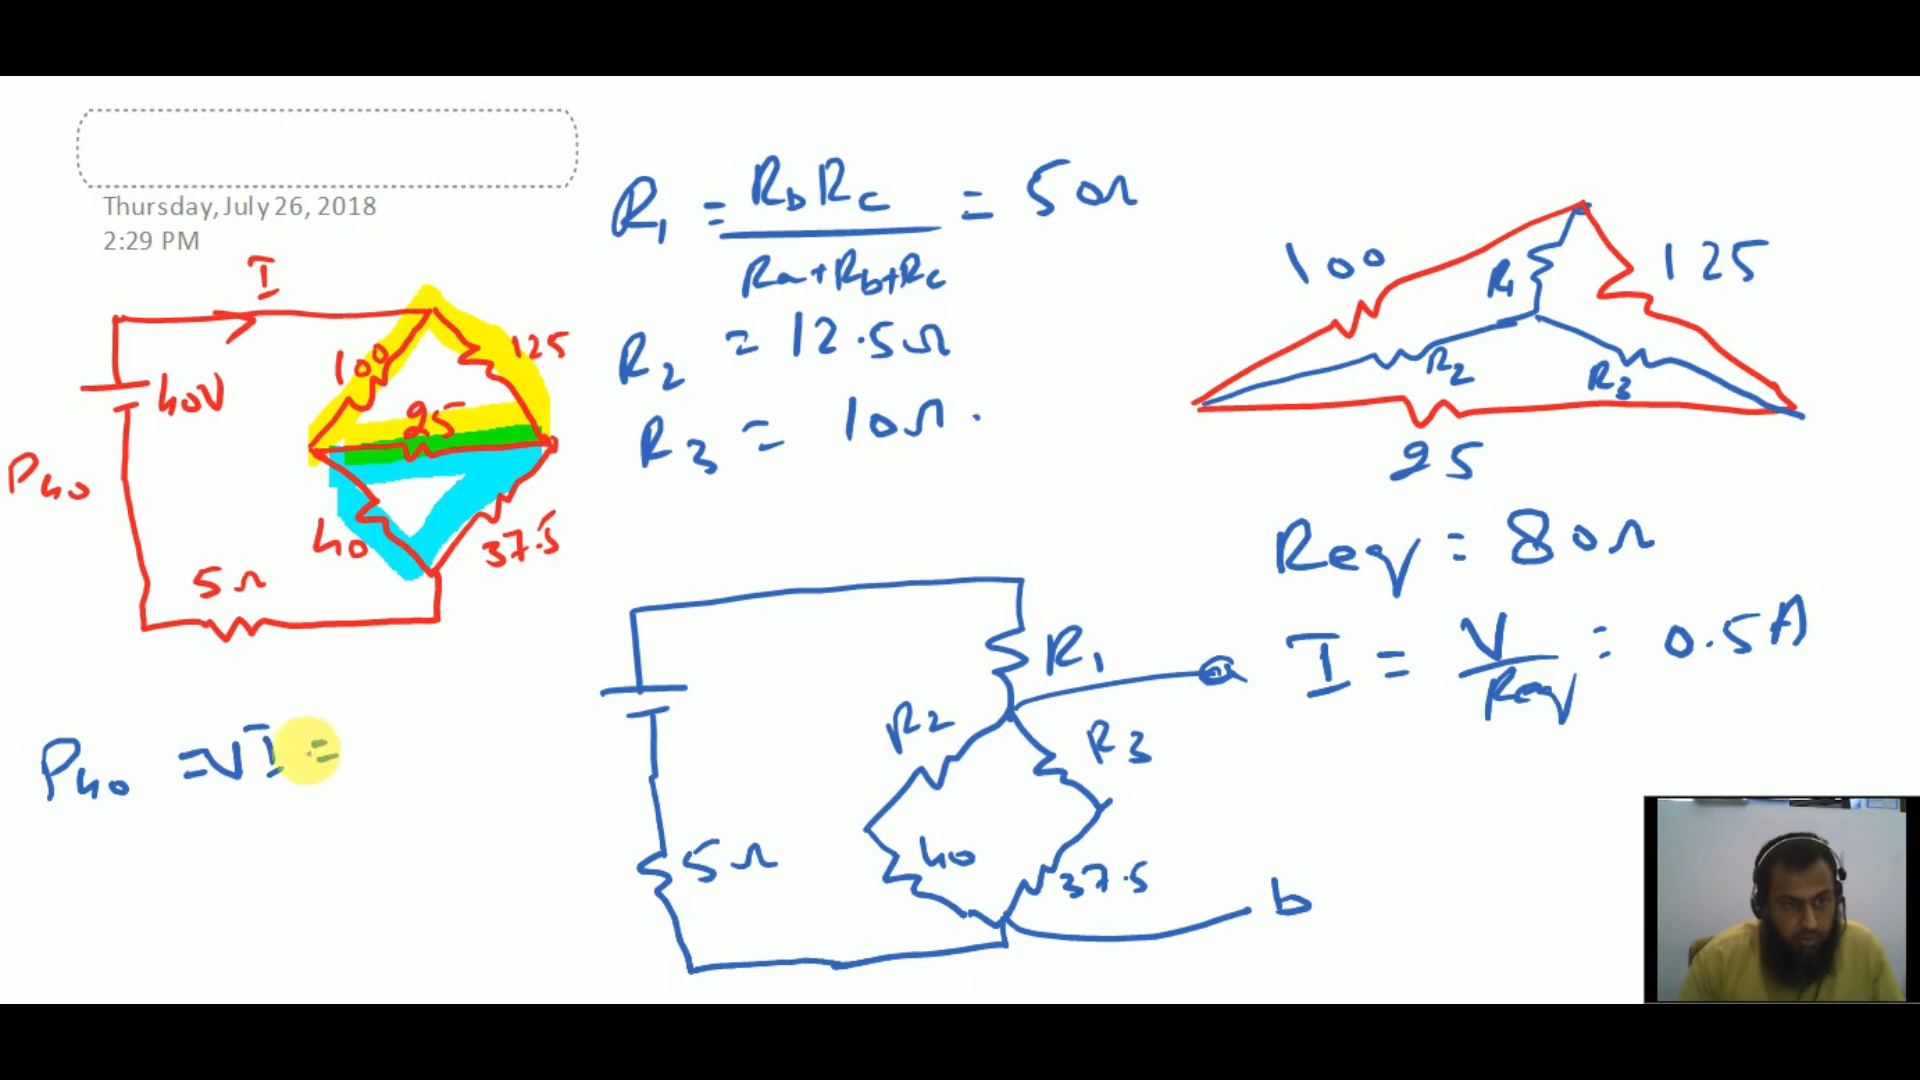 Thursday, July 26, 2018
2:29 PM
I
40V
P40
100
125
25
40
37.5
5Ω
P40 = VI =
R1 = RbRc / Ra+Rb+Rc = 50Ω
R2 = 12.5Ω
R3 = 10Ω.
100
125
R1
R2
R3
25
Req = 80Ω
I = V / Req = 0.5A
R1
a
R2
R3
5Ω
40
37.5
b